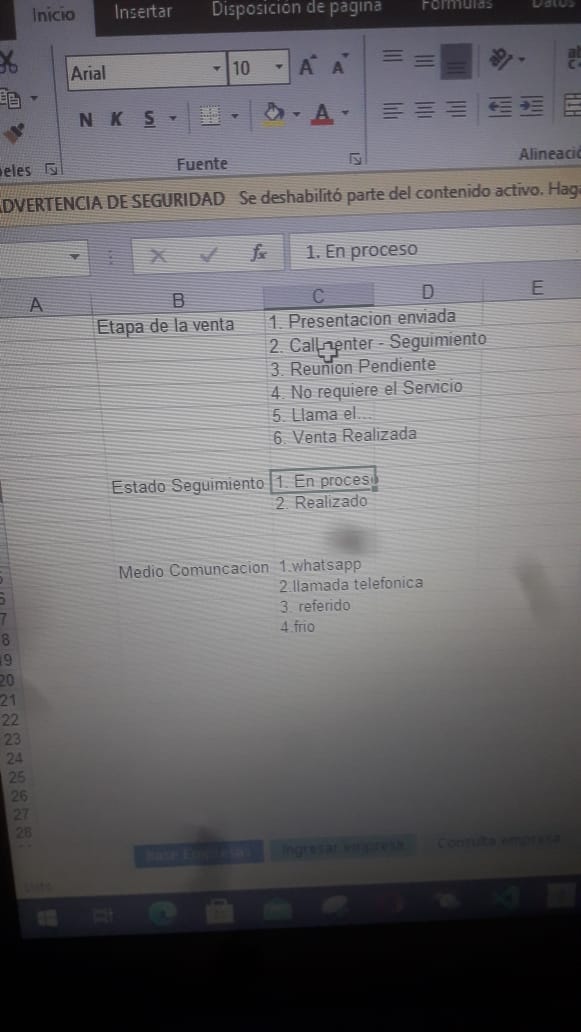 Inicio Insertar Disposición de página Fórmulas Datos
Arial 10 A A
N K S A
Fuente
Alineació
ADVERTENCIA DE SEGURIDAD Se deshabilitó parte del contenido activo. Haga
fx 1. En proceso
A B C D E
Etapa de la venta 1. Presentacion enviada
2. Call center - Seguimiento
3. Reunion Pendiente
4. No requiere el Servicio
5. Llama el...
6. Venta Realizada
Estado Seguimiento 1. En proceso
2. Realizado
Medio Comuncacion 1.whatsapp
2.llamada telefonica
3. referido
4.frio
18
19
20
21
22
23
24
25
26
27
28
Base Empresas Ingresar empresa Consulta empresa
Listo